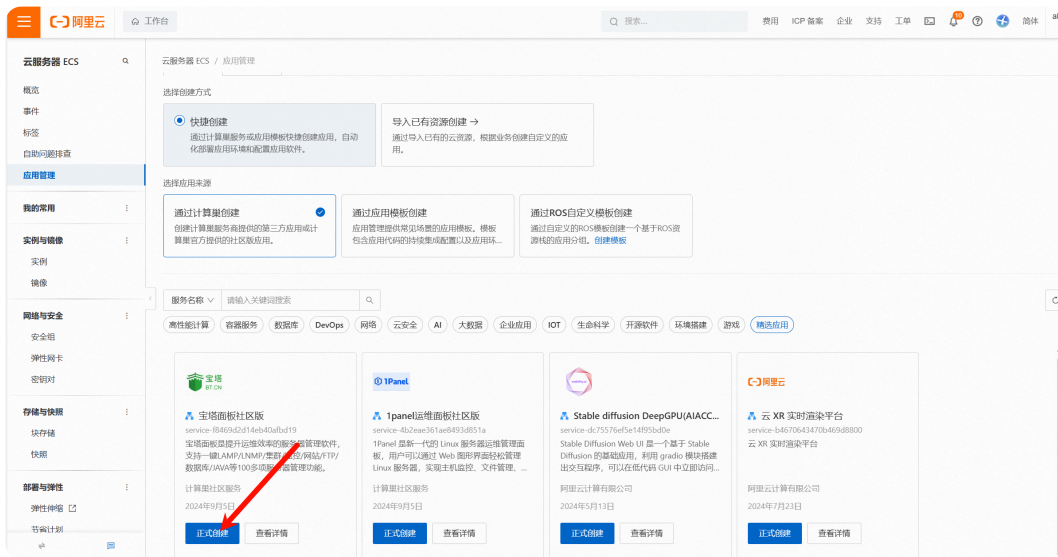 阿里云
工作台
搜索...
费用 ICP 备案 企业 支持 工单 简体
云服务器 ECS
概览
事件
标签
自助问题排查
应用管理
我的常用
实例与镜像
实例
镜像
网络与安全
安全组
弹性网卡
密钥对
存储与快照
块存储
快照
部署与弹性
弹性伸缩
节省计划
云服务器 ECS / 应用管理
选择创建方式
快捷创建
通过计算巢服务或应用模板快捷创建应用，自动
化部署应用环境和配置应用软件。
导入已有资源创建 →
通过导入已有的云资源，根据业务创建自定义的应
用。
选择应用来源
通过计算巢创建
创建计算巢服务商提供的第三方应用或计
算巢官方提供的社区版应用。
通过应用模板创建
应用管理提供常见场景的应用模板。模板
包含应用代码的持续集成配置以及应用环...
通过ROS自定义模板创建
通过自定义的ROS模板创建一个基于ROS资
源栈的应用分组。创建模板
服务名称 请输入关键词搜索
高性能计算 容器服务 数据库 DevOps 网络 云安全 AI 大数据 企业应用 IOT 生命科学 开源软件 环境搭建 游戏 精选应用
宝塔
BT.CN
宝塔面板社区版
service-f8469d2d14eb40afbd19
宝塔面板是提升运维效率的服务器管理软件，
支持一键LAMP/LNMP/集群/监控/网站/FTP/
数据库/JAVA等100多项服务器管理功能。
计算巢社区服务
2024年9月5日
正式创建 查看详情
1Panel
1panel运维面板社区版
service-4b2eae361ae8493d851a
1Panel 是新一代的 Linux 服务器运维管理面
板，用户可以通过 Web 图形界面轻松管理
Linux 服务器，实现主机监控、文件管理、...
计算巢社区服务
2024年9月5日
正式创建 查看详情
Stable diffusion DeepGPU(AIACC...
service-dc75576ef5e14f95bd0e
Stable Diffusion Web UI 是一个基于 Stable
Diffusion 的基础应用，利用 gradio 模块搭建
出交互程序，可以在低代码 GUI 中立即访问...
阿里云计算有限公司
2024年5月13日
正式创建 查看详情
阿里云
云 XR 实时渲染平台
service-b4670643470b469d8800
云 XR 实时渲染平台
阿里云计算有限公司
2024年7月23日
正式创建 查看详情